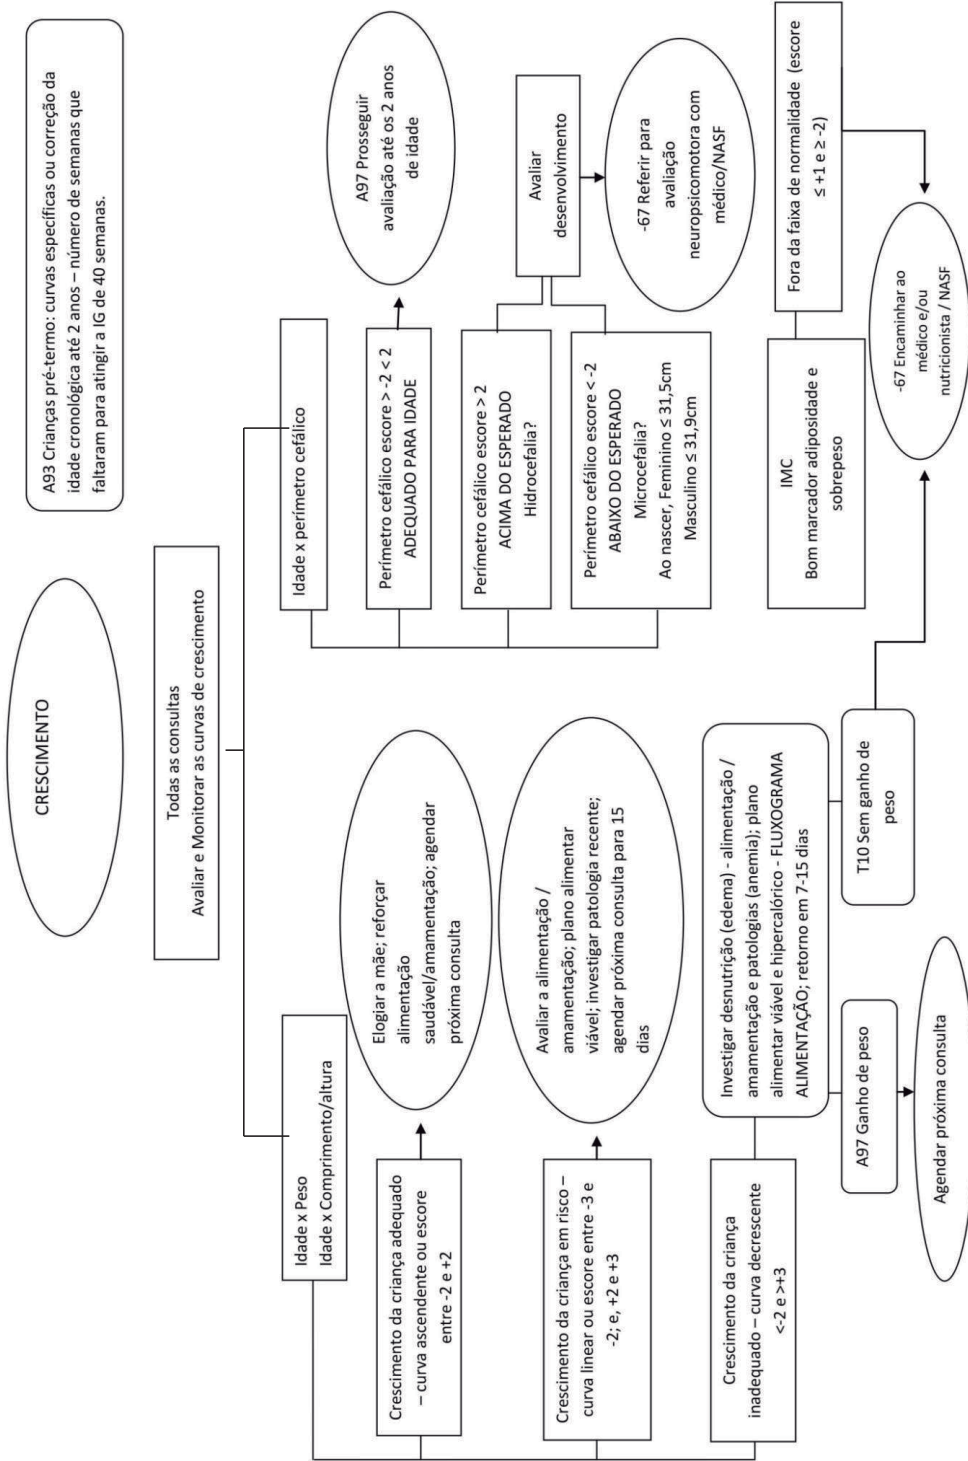 CRESCIMENTO
A93 Crianças pré-termo: curvas específicas ou correção da
idade cronológica até 2 anos – número de semanas que
faltaram para atingir a IG de 40 semanas.
Todas as consultas
Avaliar e Monitorar as curvas de crescimento
Idade x Peso
Idade x Comprimento/altura
Crescimento da criança adequado
– curva ascendente ou escore
entre -2 e +2
Elogiar a mãe; reforçar
alimentação
saudável/amamentação; agendar
próxima consulta
Crescimento da criança em risco –
curva linear ou escore entre -3 e
-2; e, +2 e +3
Avaliar a alimentação /
amamentação; plano alimentar
viável; investigar patologia recente;
agendar próxima consulta para 15
dias
Crescimento da criança
inadequado – curva decrescente
<-2 e >+3
Investigar desnutrição (edema) - alimentação /
amamentação e patologias (anemia); plano
alimentar viável e hipercalórico - FLUXOGRAMA
ALIMENTAÇÃO; retorno em 7-15 dias
A97 Ganho de peso
Agendar próxima consulta
T10 Sem ganho de
peso
Idade x perímetro cefálico
Perímetro cefálico escore > -2 < 2
ADEQUADO PARA IDADE
A97 Prosseguir
avaliação até os 2 anos
de idade
Perímetro cefálico escore > 2
ACIMA DO ESPERADO
Hidrocefalia?
Perímetro cefálico escore < -2
ABAIXO DO ESPERADO
Microcefalia?
Ao nascer, Feminino ≤ 31,5cm
Masculino ≤ 31,9cm
Avaliar
desenvolvimento
-67 Referir para
avaliação
neuropsicomotora com
médico/NASF
IMC
Bom marcador adiposidade e
sobrepeso
Fora da faixa de normalidade (escore
≤ +1 e ≥ -2)
-67 Encaminhar ao
médico e/ou
nutricionista / NASF